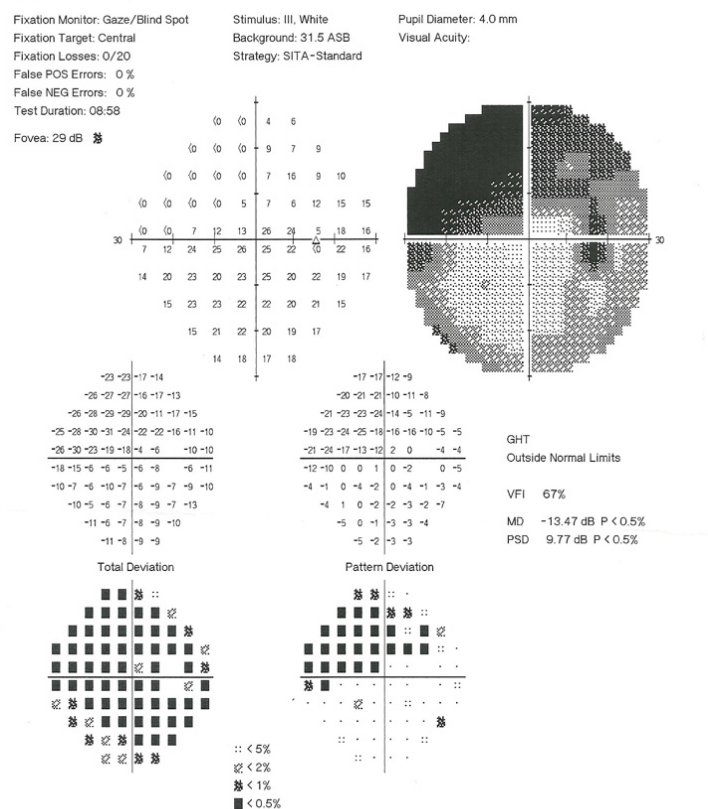 Fixation Monitor: Gaze/Blind Spot
Fixation Target: Central
Fixation Losses: 0/20
False POS Errors: 0 %
False NEG Errors: 0 %
Test Duration: 08:58
Fovea: 29 dB
Stimulus: III, White
Background: 31.5 ASB
Strategy: SITA-Standard
Pupil Diameter: 4.0 mm
Visual Acuity:
<0 <0 4 6
<0 <0 <0 9 7 9
<0 <0 <0 <0 7 16 9 10
<0 <0 <0 5 7 6 12 15 15
<0 <0 7 12 13 26 24 5 18 16
30 30
7 12 24 25 26 25 22 <0 22 16
14 20 23 20 25 20 20 22 19 17
15 23 23 22 22 20 21 15
15 21 22 20 19 17
14 18 17 18
-23 -23 -17 -14
-26 -27 -27 -16 -17 -13
-26 -28 -29 -29 -20 -11 -17 -15
-25 -28 -30 -31 -24 -22 -22 -16 -11 -10
-26 -30 -23 -19 -18 -4 -6 -10 -10
-18 -15 -6 -6 -5 -6 -8 -6 -11
-10 -7 -6 -10 -6 -10 -9 -7 -9 -10
-10 -5 -6 -7 -8 -9 -7 -13
-11 -6 -7 -8 -9 -10
-11 -8 -9 -9
Total Deviation
-17 -17 -12 -9
-20 -21 -21 -10 -11 -8
-21 -23 -23 -24 -14 -5 -11 -9
-19 -23 -24 -25 -18 -16 -16 -10 -5 -5
-21 -24 -17 -13 -12 2 0 -4 -4
-12 -10 0 0 1 0 -2 0 -5
-4 -1 0 -4 0 -4 -4 -1 -3 -4
-4 1 0 -2 -2 -3 -2 -7
-5 0 -1 -3 -3 -4
-5 -2 -3 -3
Pattern Deviation
GHT
Outside Normal Limits
VFI 67%
MD -13.47 dB P < 0.5%
PSD 9.77 dB P < 0.5%
< 5%
< 2%
< 1%
< 0.5%